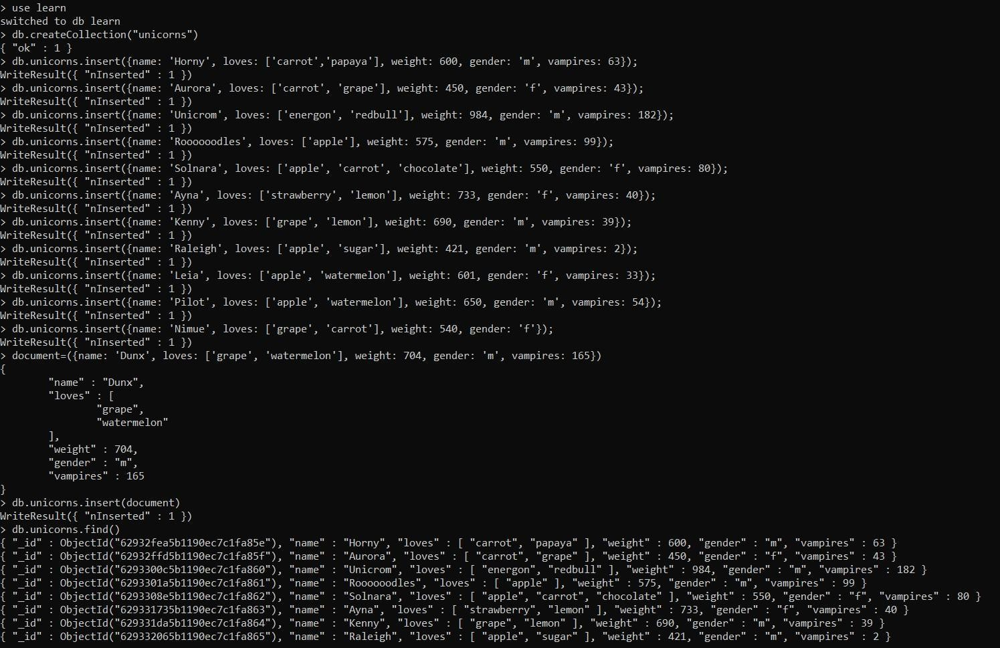 > use learn
switched to db learn
> db.createCollection("unicorns")
{ "ok" : 1 }
> db.unicorns.insert({name: 'Horny', loves: ['carrot','papaya'], weight: 600, gender: 'm', vampires: 63});
WriteResult({ "nInserted" : 1 })
> db.unicorns.insert({name: 'Aurora', loves: ['carrot', 'grape'], weight: 450, gender: 'f', vampires: 43});
WriteResult({ "nInserted" : 1 })
> db.unicorns.insert({name: 'Unicrom', loves: ['energon', 'redbull'], weight: 984, gender: 'm', vampires: 182});
WriteResult({ "nInserted" : 1 })
> db.unicorns.insert({name: 'Roooooodles', loves: ['apple'], weight: 575, gender: 'm', vampires: 99});
WriteResult({ "nInserted" : 1 })
> db.unicorns.insert({name: 'Solnara', loves: ['apple', 'carrot', 'chocolate'], weight: 550, gender: 'f', vampires: 80});
WriteResult({ "nInserted" : 1 })
> db.unicorns.insert({name: 'Ayna', loves: ['strawberry', 'lemon'], weight: 733, gender: 'f', vampires: 40});
WriteResult({ "nInserted" : 1 })
> db.unicorns.insert({name: 'Kenny', loves: ['grape', 'lemon'], weight: 690, gender: 'm', vampires: 39});
WriteResult({ "nInserted" : 1 })
> db.unicorns.insert({name: 'Raleigh', loves: ['apple', 'sugar'], weight: 421, gender: 'm', vampires: 2});
WriteResult({ "nInserted" : 1 })
> db.unicorns.insert({name: 'Leia', loves: ['apple', 'watermelon'], weight: 601, gender: 'f', vampires: 33});
WriteResult({ "nInserted" : 1 })
> db.unicorns.insert({name: 'Pilot', loves: ['apple', 'watermelon'], weight: 650, gender: 'm', vampires: 54});
WriteResult({ "nInserted" : 1 })
> db.unicorns.insert({name: 'Nimue', loves: ['grape', 'carrot'], weight: 540, gender: 'f'});
WriteResult({ "nInserted" : 1 })
> document=({name: 'Dunx', loves: ['grape', 'watermelon'], weight: 704, gender: 'm', vampires: 165})
{
"name" : "Dunx",
"loves" : [
"grape",
"watermelon"
],
"weight" : 704,
"gender" : "m",
"vampires" : 165
}
> db.unicorns.insert(document)
WriteResult({ "nInserted" : 1 })
> db.unicorns.find()
{ "_id" : ObjectId("62932fea5b1190ec7c1fa85e"), "name" : "Horny", "loves" : [ "carrot", "papaya" ], "weight" : 600, "gender" : "m", "vampires" : 63 }
{ "_id" : ObjectId("62932ffd5b1190ec7c1fa85f"), "name" : "Aurora", "loves" : [ "carrot", "grape" ], "weight" : 450, "gender" : "f", "vampires" : 43 }
{ "_id" : ObjectId("6293300c5b1190ec7c1fa860"), "name" : "Unicrom", "loves" : [ "energon", "redbull" ], "weight" : 984, "gender" : "m", "vampires" : 182 }
{ "_id" : ObjectId("6293301a5b1190ec7c1fa861"), "name" : "Roooooodles", "loves" : [ "apple" ], "weight" : 575, "gender" : "m", "vampires" : 99 }
{ "_id" : ObjectId("6293308e5b1190ec7c1fa862"), "name" : "Solnara", "loves" : [ "apple", "carrot", "chocolate" ], "weight" : 550, "gender" : "f", "vampires" : 80 }
{ "_id" : ObjectId("629331735b1190ec7c1fa863"), "name" : "Ayna", "loves" : [ "strawberry", "lemon" ], "weight" : 733, "gender" : "f", "vampires" : 40 }
{ "_id" : ObjectId("629331da5b1190ec7c1fa864"), "name" : "Kenny", "loves" : [ "grape", "lemon" ], "weight" : 690, "gender" : "m", "vampires" : 39 }
{ "_id" : ObjectId("629332065b1190ec7c1fa865"), "name" : "Raleigh", "loves" : [ "apple", "sugar" ], "weight" : 421, "gender" : "m", "vampires" : 2 }